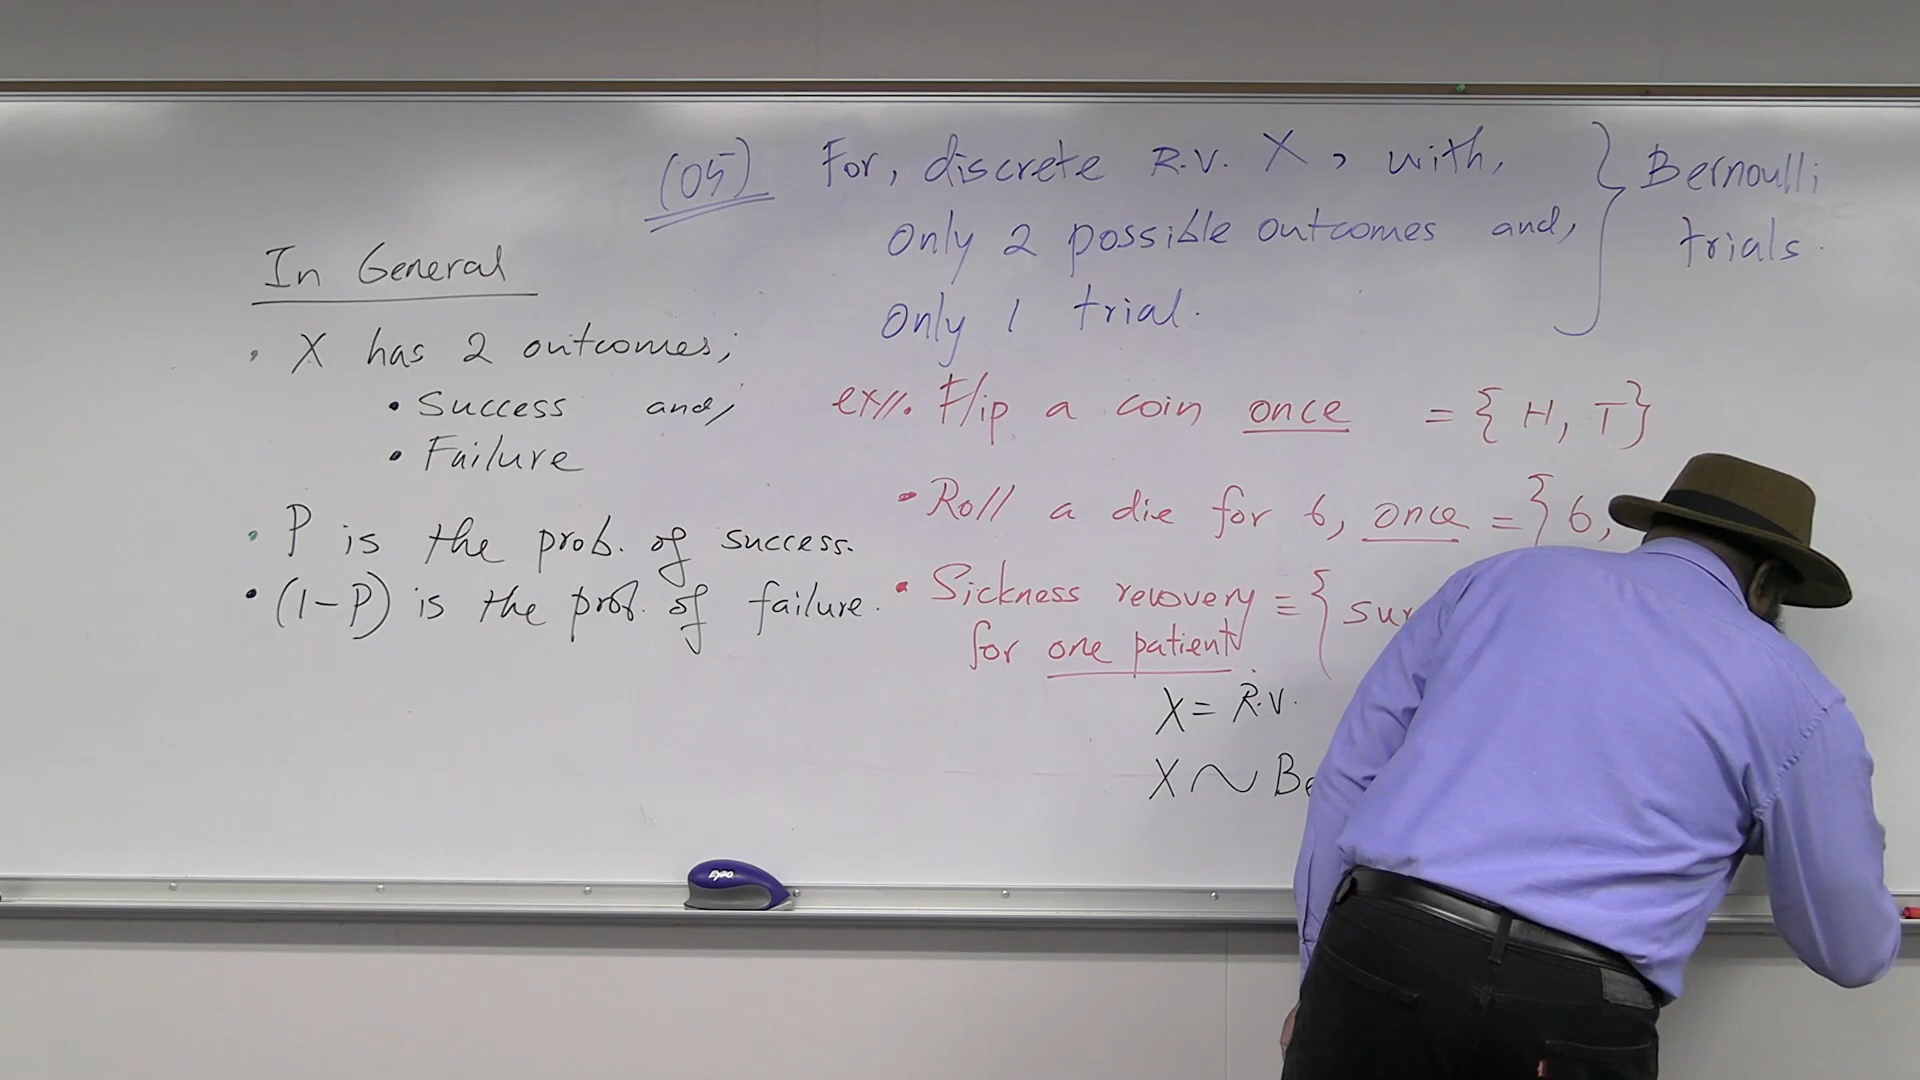 (05) For, discrete R.V. X, with,
Only 2 possible outcomes and,
Only 1 trial.
} Bernoulli
trials.
In General
• X has 2 outcomes;
• Success and,
• Failure
• P is the prob. of success.
• (1-P) is the prob. of failure.
ex//. Flip a coin once = { H, T}
• Roll a die for 6, once = { 6,
• Sickness recovery = {
for one patient
X = R.V.
X ~
EXPO